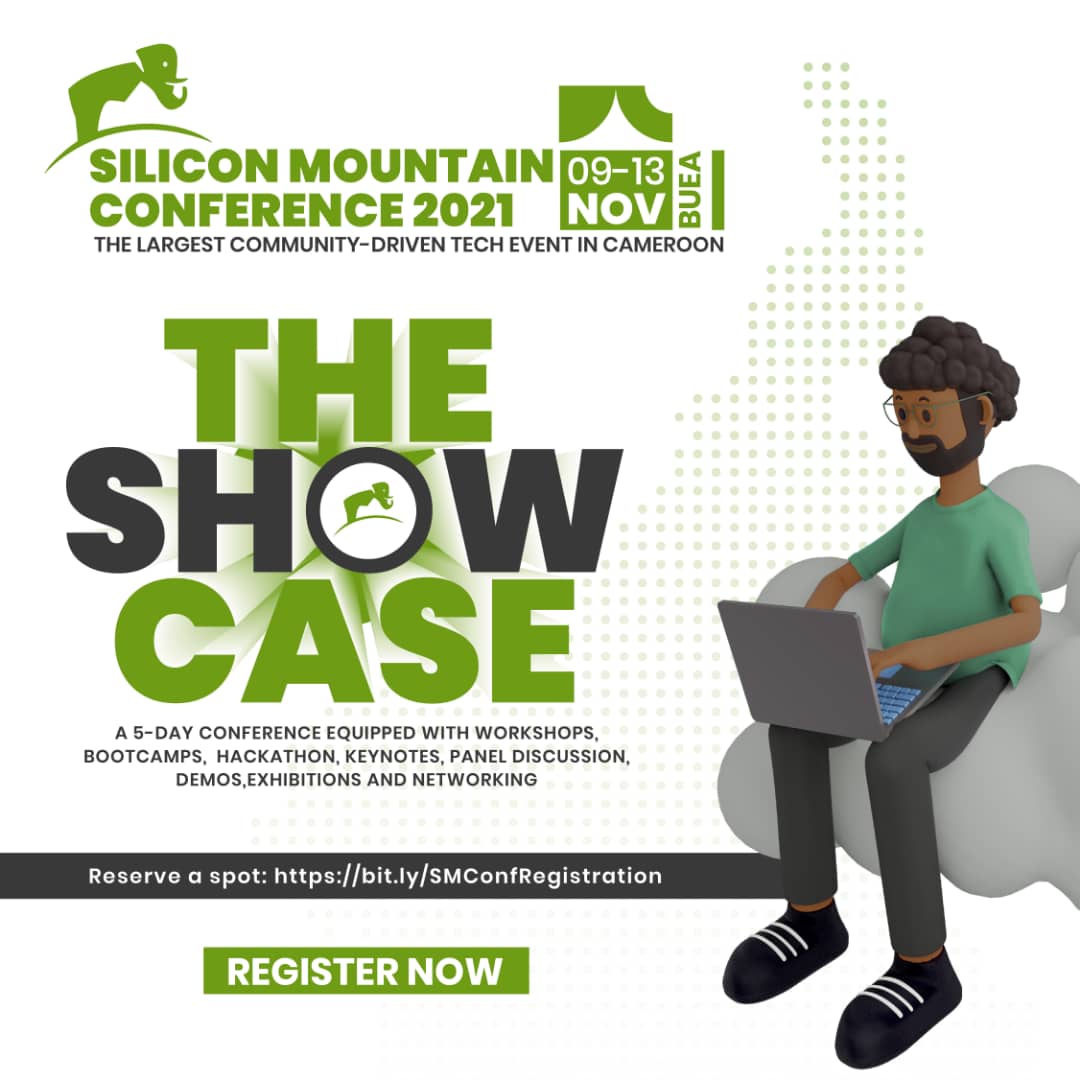 SILICON MOUNTAIN
CONFERENCE 2021
09-13
NOV
BUEA
THE LARGEST COMMUNITY-DRIVEN TECH EVENT IN CAMEROON
THE
SHOW
CASE
A 5-DAY CONFERENCE EQUIPPED WITH WORKSHOPS,
BOOTCAMPS, HACKATHON, KEYNOTES, PANEL DISCUSSION,
DEMOS,EXHIBITIONS AND NETWORKING
Reserve a spot: https://bit.ly/SMConfRegistration
REGISTER NOW